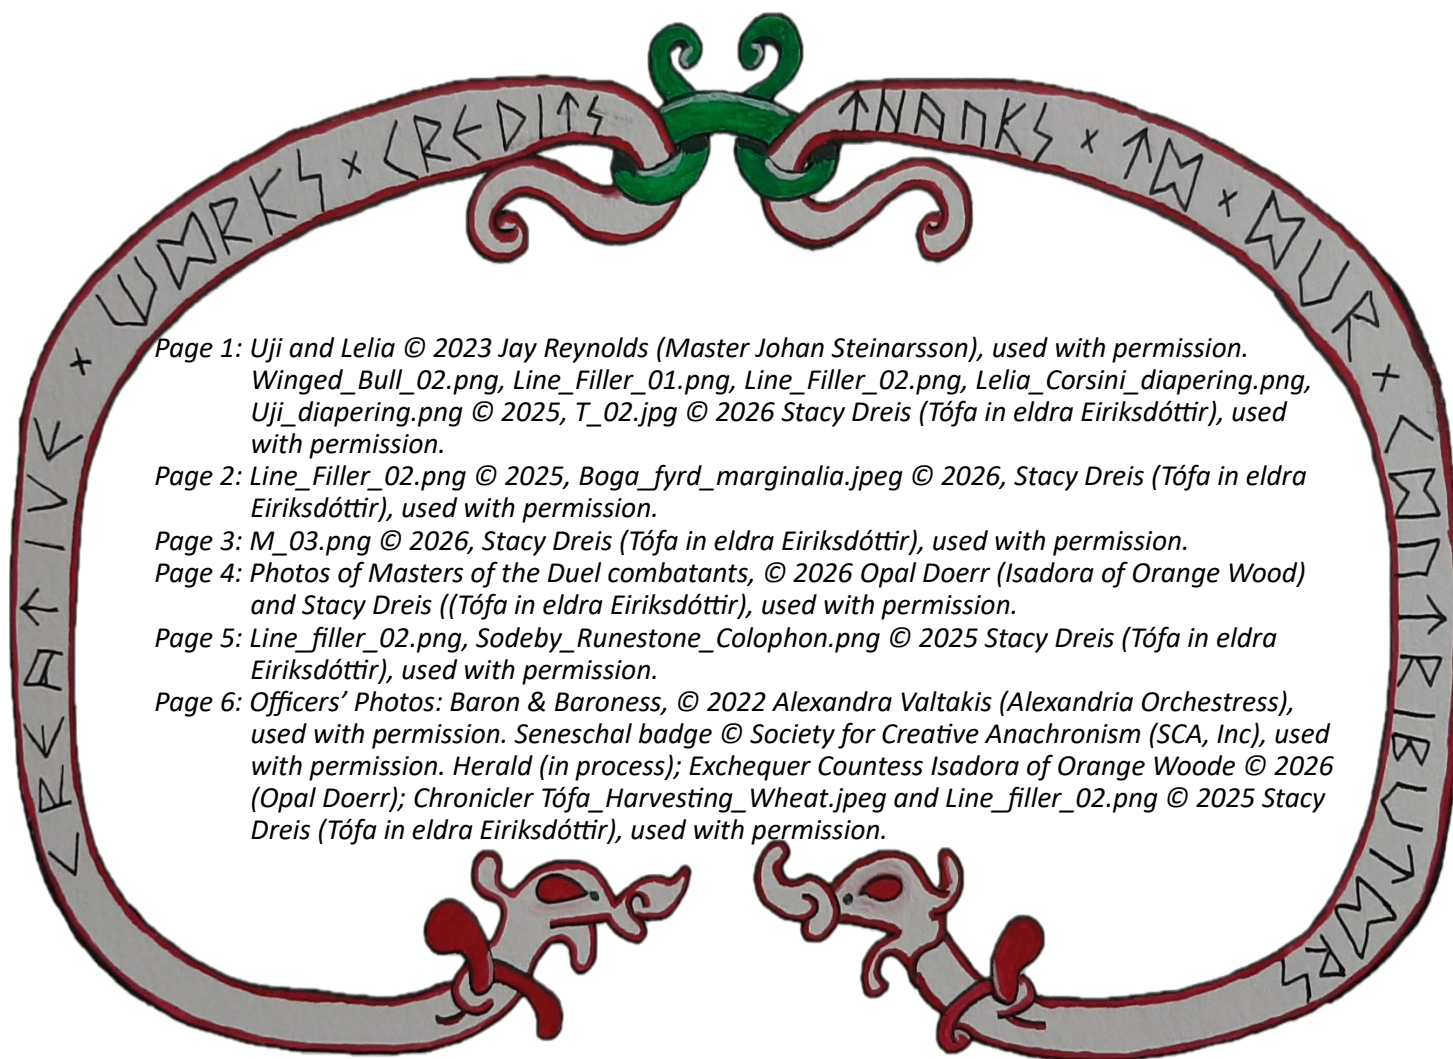 CREATIVE × WORKS × CREDITS
THANKS × TO × OUR × CONTRIBUTORS
Page 1: Uji and Lelia © 2023 Jay Reynolds (Master Johan Steinarsson), used with permission.
Winged_Bull_02.png, Line_Filler_01.png, Line_Filler_02.png, Lelia_Corsini_diapering.png,
Uji_diapering.png © 2025, T_02.jpg © 2026 Stacy Dreis (Tófa in eldra Eiriksdóttir), used
with permission.
Page 2: Line_Filler_02.png © 2025, Boga_fyrd_marginalia.jpeg © 2026, Stacy Dreis (Tófa in eldra
Eiriksdóttir), used with permission.
Page 3: M_03.png © 2026, Stacy Dreis (Tófa in eldra Eiriksdóttir), used with permission.
Page 4: Photos of Masters of the Duel combatants, © 2026 Opal Doerr (Isadora of Orange Wood)
and Stacy Dreis ((Tófa in eldra Eiriksdóttir), used with permission.
Page 5: Line_filler_02.png, Sodeby_Runestone_Colophon.png © 2025 Stacy Dreis (Tófa in eldra
Eiriksdóttir), used with permission.
Page 6: Officers’ Photos: Baron & Baroness, © 2022 Alexandra Valtakis (Alexandria Orchestress),
used with permission. Seneschal badge © Society for Creative Anachronism (SCA, Inc), used
with permission. Herald (in process); Exchequer Countess Isadora of Orange Woode © 2026
(Opal Doerr); Chronicler Tófa_Harvesting_Wheat.jpeg and Line_filler_02.png © 2025 Stacy
Dreis (Tófa in eldra Eiriksdóttir), used with permission.